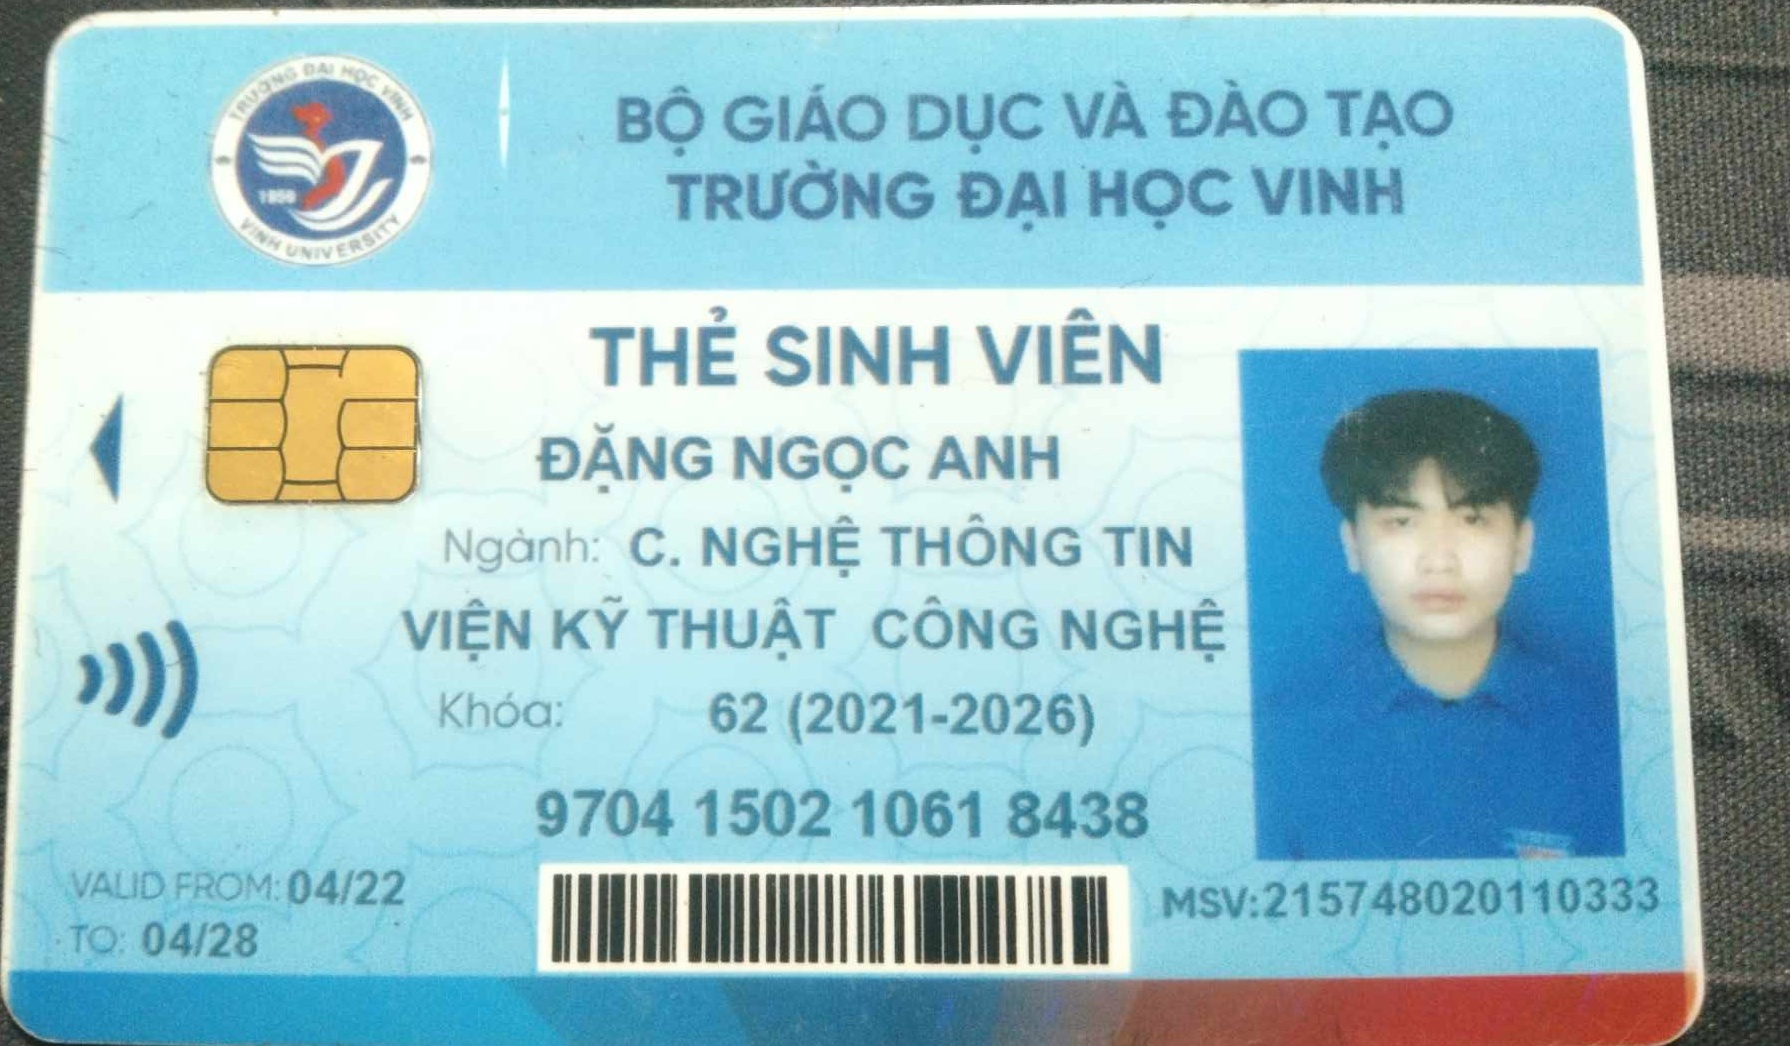 TRƯỜNG ĐẠI HỌC VINH
1959
VINH UNIVERSITY
BỘ GIÁO DỤC VÀ ĐÀO TẠO
TRƯỜNG ĐẠI HỌC VINH
THẺ SINH VIÊN
ĐẶNG NGỌC ANH
Ngành: C. NGHỆ THÔNG TIN
VIỆN KỸ THUẬT CÔNG NGHỆ
Khóa: 62 (2021-2026)
9704 1502 1061 8438
VALID FROM: 04/22
TO: 04/28
MSV:215748020110333